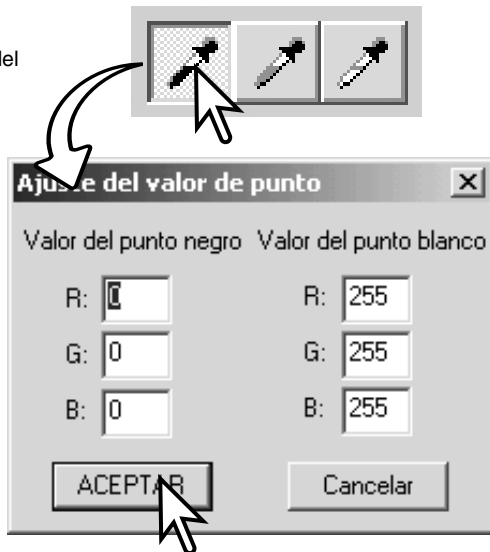 del
Ajuste del valor de punto
Valor del punto negro Valor del punto blanco
R: 0 R: 255
G: 0 G: 255
B: 0 B: 255
ACEPTAR Cancelar